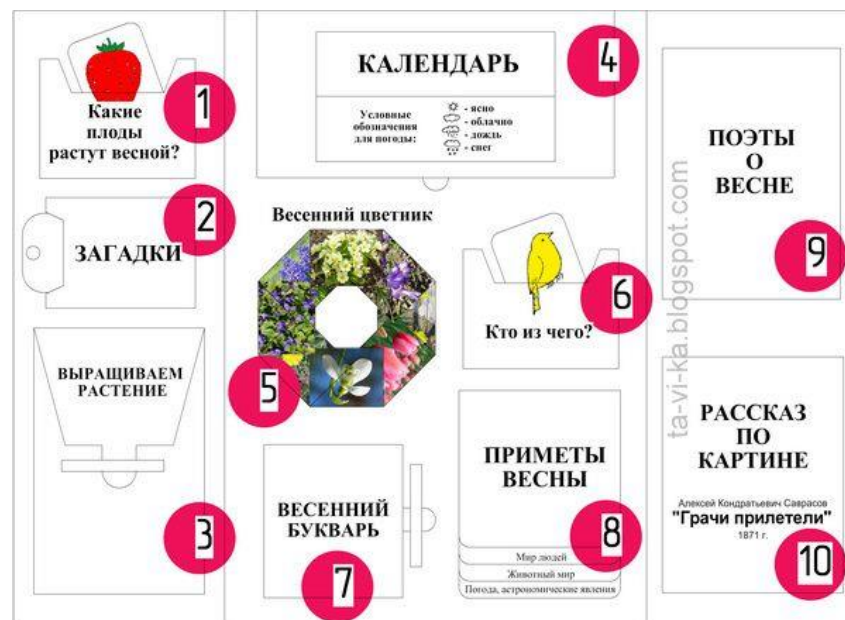 1
Какие
плоды
растут весной?
2
ЗАГАДКИ
ВЫРАЩИВАЕМ
РАСТЕНИЕ
3
4
КАЛЕНДАРЬ
Условные
обозначения
для погоды:
- ясно
- облачно
- дождь
- снег
Весенний цветник
5
6
Кто из чего?
ВЕСЕННИЙ
БУКВАРЬ
7
ПРИМЕТЫ
ВЕСНЫ
8
Мир людей
Животный мир
Погода, астрономические явления
ПОЭТЫ
О
ВЕСНЕ
9
ta-vi-ka.blogspot.com
РАССКАЗ
ПО
КАРТИНЕ
Алексей Кондратьевич Саврасов
"Грачи прилетели"
1871 г.
10